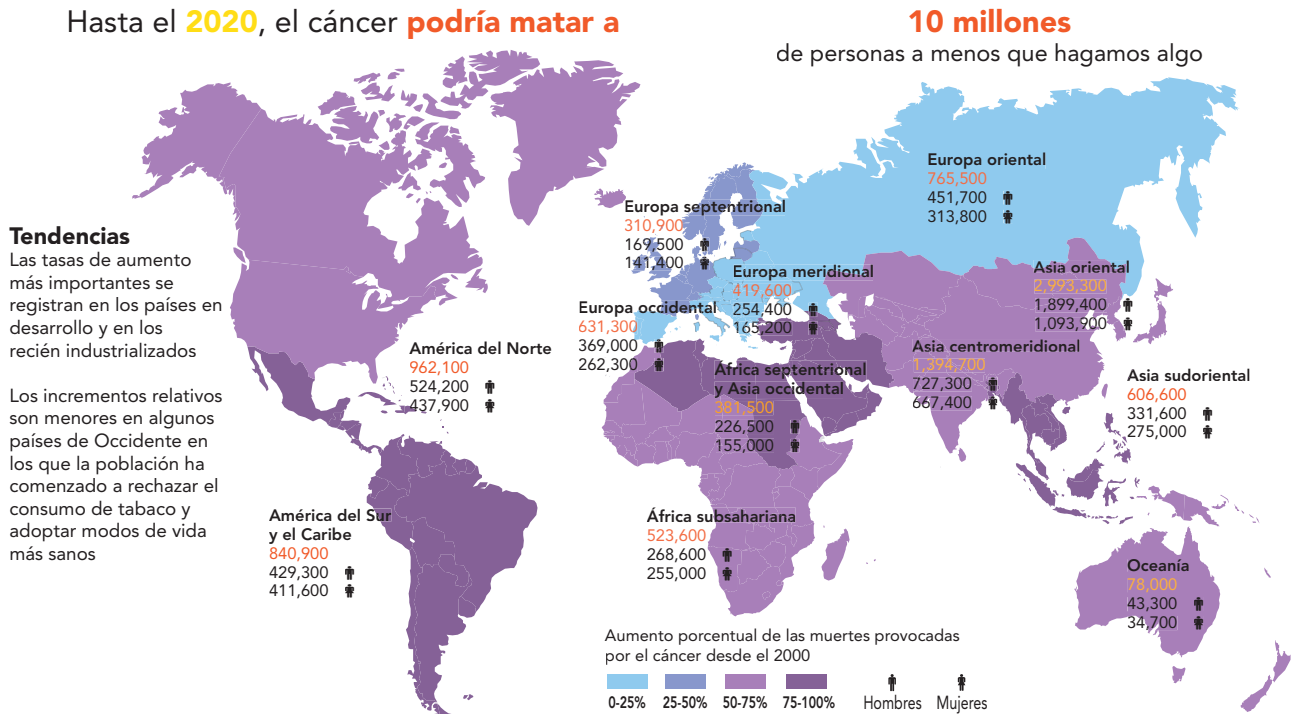 Hasta el 2020, el cáncer podría matar a
10 millones
de personas a menos que hagamos algo
Tendencias
Las tasas de aumento
más importantes se
registran en los países en
desarrollo y en los
recién industrializados
Los incrementos relativos
son menores en algunos
países de Occidente en
los que la población ha
comenzado a rechazar el
consumo de tabaco y
adoptar modos de vida
más sanos
América del Norte
962,100
524,200
437,900
América del Sur
y el Caribe
840,900
429,300
411,600
Europa septentrional
310,900
169,500
141,400
Europa occidental
631,300
369,000
262,300
Europa meridional
419,600
254,400
165,200
Europa oriental
765,500
451,700
313,800
África septentrional
y Asia occidental
381,500
226,500
155,000
África subsahariana
523,600
268,600
255,000
Asia centromeridional
1,394,700
727,300
667,400
Asia oriental
2,993,300
1,899,400
1,093,900
Asia sudoriental
606,600
331,600
275,000
Oceanía
78,000
43,300
34,700
Aumento porcentual de las muertes provocadas
por el cáncer desde el 2000
0-25% 25-50% 50-75% 75-100% Hombres Mujeres